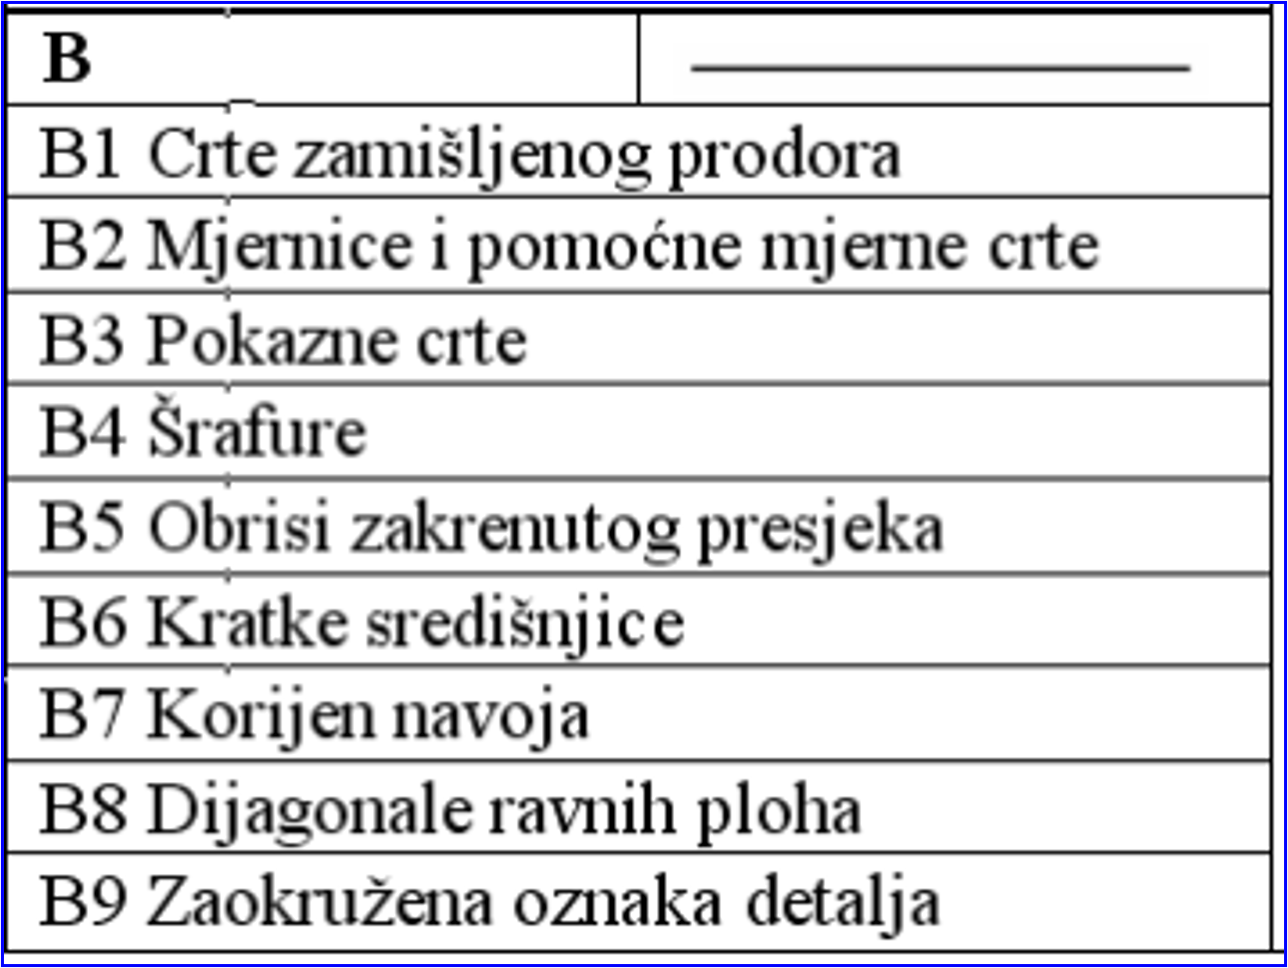 B
B1 Crte zamišljenog prodora
B2 Mjernice i pomoćne mjerne crte
B3 Pokazne crte
B4 Šrafure
B5 Obrisi zakrenutog presjeka
B6 Kratke središnjice
B7 Korijen navoja
B8 Dijagonale ravnih ploha
B9 Zaokružena oznaka detalja